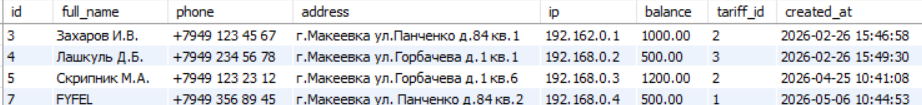 id full_name phone address ip balance tariff_id created_at
3 Захаров И.В. +7949 123 45 67 г.Макеевка ул.Панченко д.84 кв.1 192.162.0.1 1000.00 2 2026-02-26 15:46:58
4 Лашкуль Д.Б. +7949 234 56 78 г.Макеевка ул.Горбачева д.1 кв.1 192.168.0.2 500.00 3 2026-02-26 15:49:30
5 Скрипник М.А. +7949 123 23 12 г.Макеевка ул.Горбачева д.1 кв.6 192.168.0.3 1200.00 2 2026-04-25 10:41:08
7 FYFEL +7949 356 89 45 г.Макеевка ул. Панченко д.84 кв.2 192.168.0.4 500.00 1 2026-05-06 10:44:53